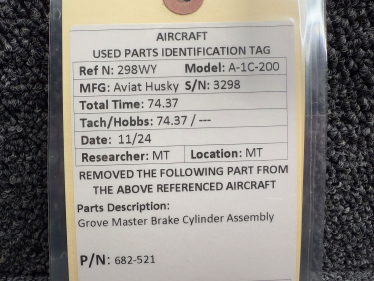 AIRCRAFT
USED PARTS IDENTIFICATION TAG
Ref N: 298WY Model: A-1C-200
MFG: Aviat Husky S/N: 3298
Total Time: 74.37
Tach/Hobbs: 74.37 / ---
Date: 11/24
Researcher: MT Location: MT
REMOVED THE FOLLOWING PART FROM
THE ABOVE REFERENCED AIRCRAFT
Parts Description:
Grove Master Brake Cylinder Assembly
P/N: 682-521